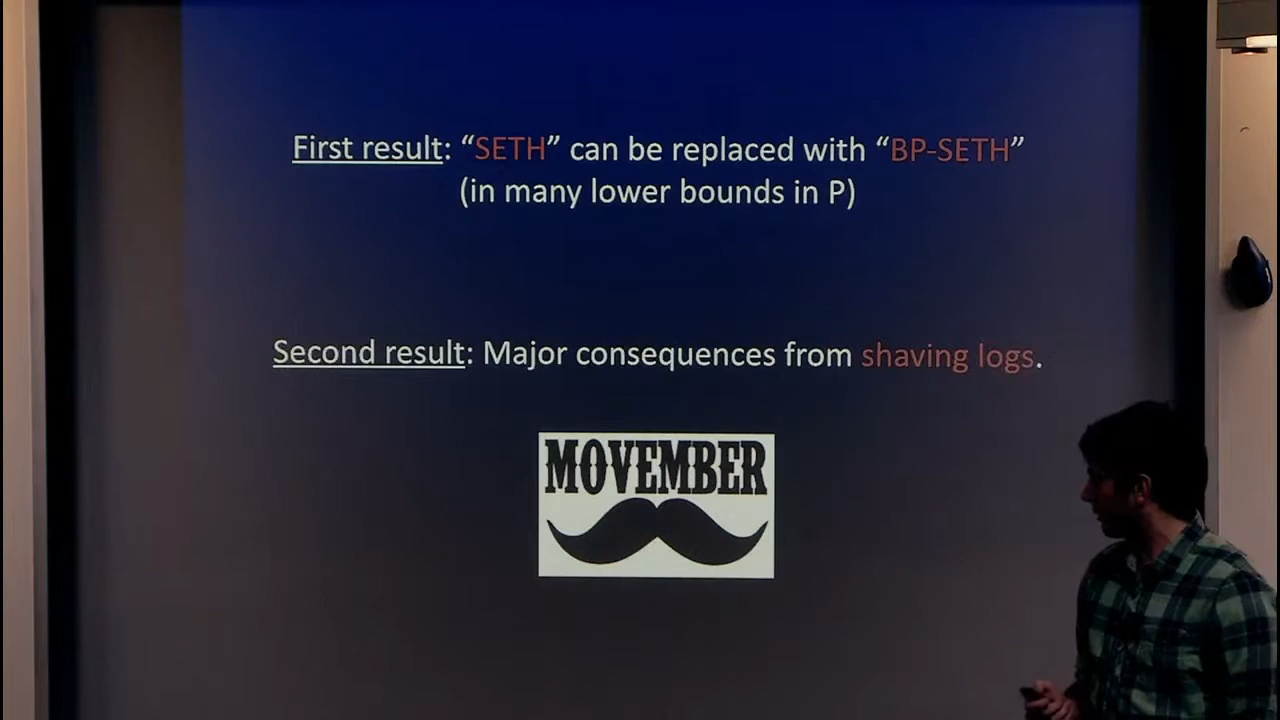 First result: “SETH” can be replaced with “BP-SETH”
(in many lower bounds in P)
Second result: Major consequences from shaving logs.
MOVEMBER